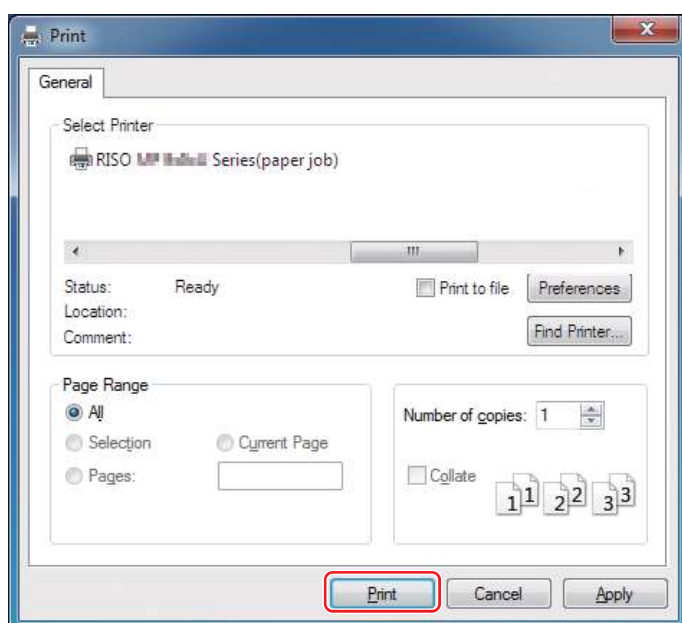 Print
General
Select Printer
RISO Series(paper job)
Status: Ready
Print to file
Preferences
Location:
Comment:
Find Printer...
Page Range
All
Selection
Current Page
Pages:
Number of copies: 1
Collate
1 1 2 2 3 3
Print
Cancel
Apply